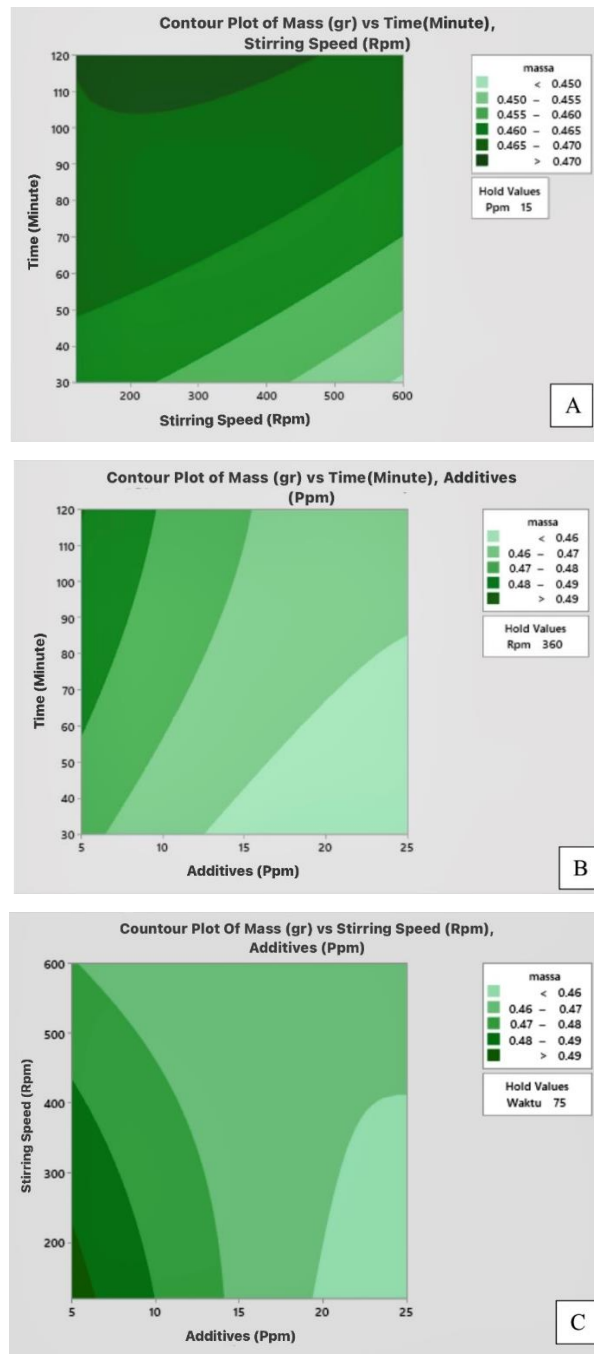 Contour Plot of Mass (gr) vs Time(Minute),
Stirring Speed (Rpm)
massa
< 0.450
0.450 – 0.455
0.455 – 0.460
0.460 – 0.465
0.465 – 0.470
> 0.470
Hold Values
Ppm 15
Time (Minute)
120
110
100
90
80
70
60
50
40
30
200 300 400 500 600
Stirring Speed (Rpm)
A
Contour Plot of Mass (gr) vs Time(Minute), Additives
(Ppm)
massa
< 0.46
0.46 – 0.47
0.47 – 0.48
0.48 – 0.49
> 0.49
Hold Values
Rpm 360
Time (Minute)
120
110
100
90
80
70
60
50
40
30
5 10 15 20 25
Additives (Ppm)
B
Countour Plot Of Mass (gr) vs Stirring Speed (Rpm),
Additives (Ppm)
massa
< 0.46
0.46 – 0.47
0.47 – 0.48
0.48 – 0.49
> 0.49
Hold Values
Waktu 75
Stirring Speed (Rpm)
600
500
400
300
200
5 10 15 20 25
Additives (Ppm)
C